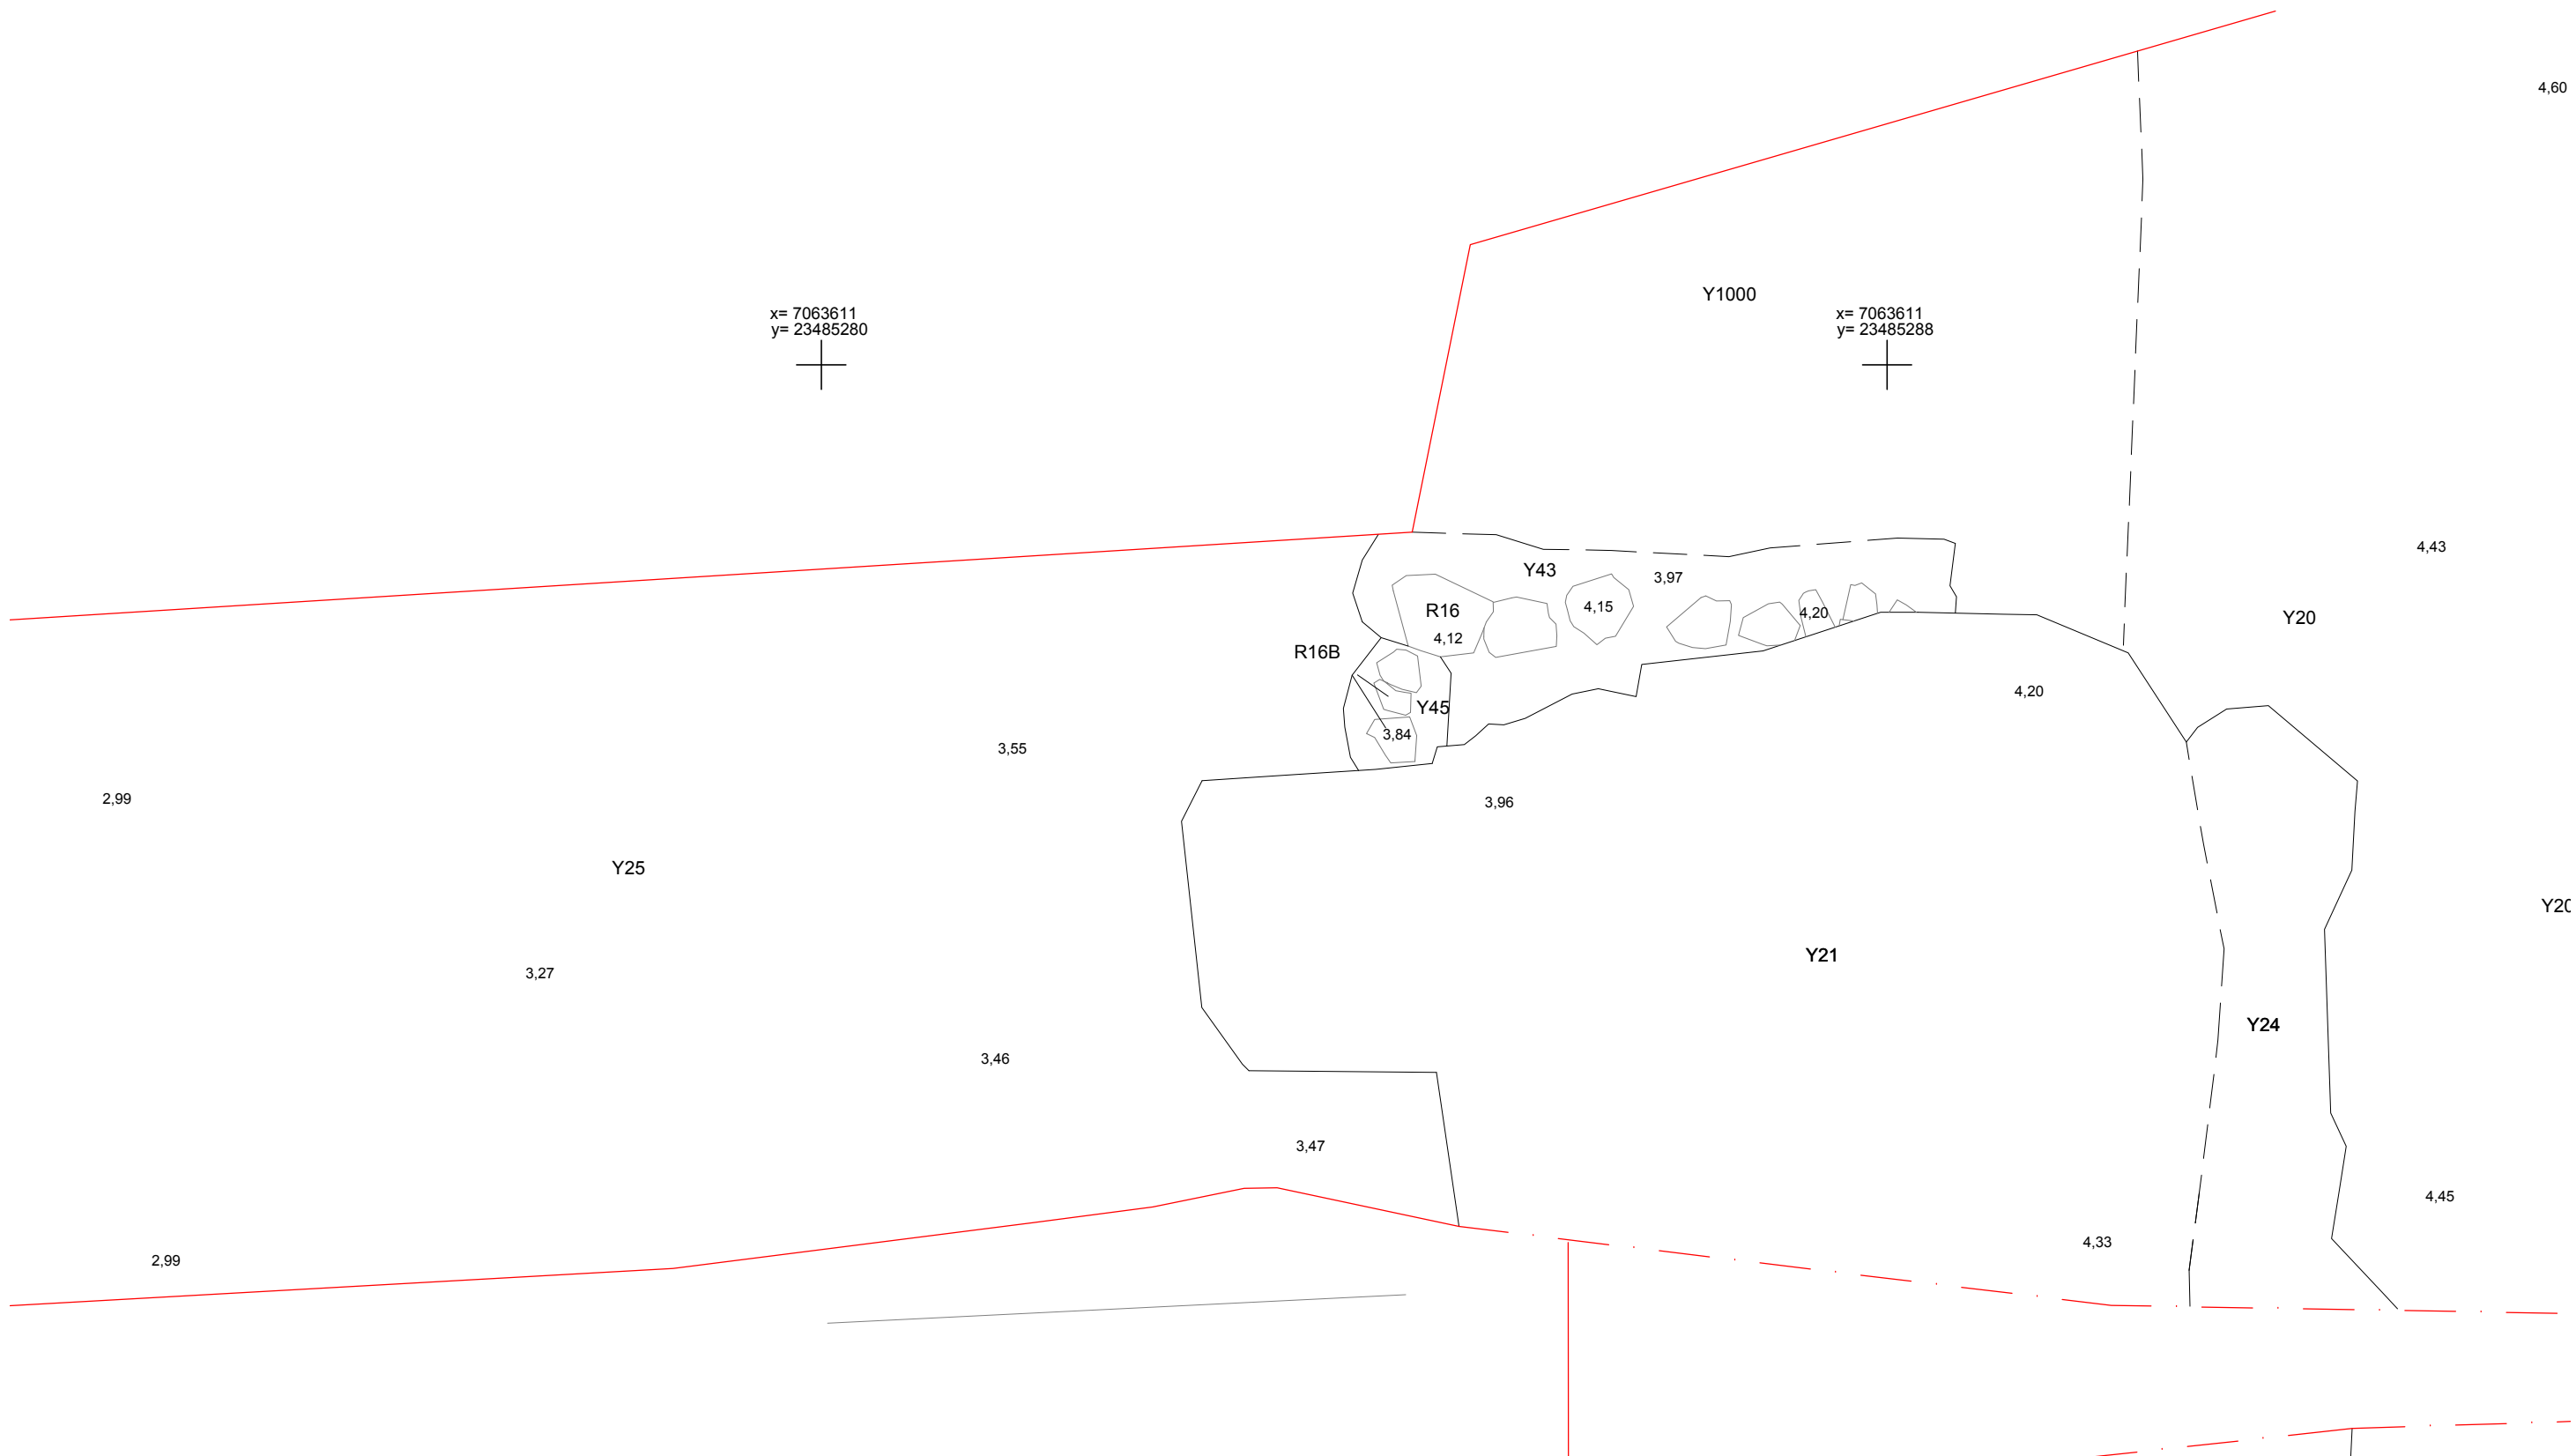 4,60
Y1000
x= 7063611
y= 23485280
x= 7063611
y= 23485288
4,43
Y43
3,97
R16
4,15
4,20
Y20
4,12
R16B
4,20
Y45
3,84
3,55
2,99
3,96
Y25
Y20
Y21
3,27
Y24
3,46
3,47
4,45
4,33
2,99